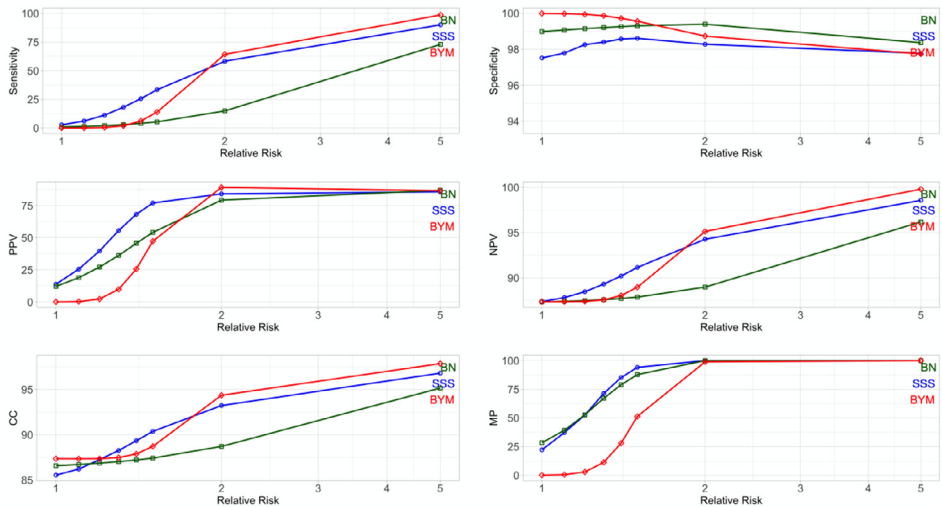 100
75
50
25
0
Sensitivity
BN
SSS
BYM
1
2
3
4
5
Relative Risk
100
98
96
94
Specificity
BN
SSS
BYM
1
2
3
4
5
Relative Risk
75
50
25
0
PPV
BN
SSS
BYM
1
2
3
4
5
Relative Risk
100
95
90
NPV
BN
SSS
BYM
1
2
3
4
5
Relative Risk
95
90
85
CC
BN
SSS
BYM
1
2
3
4
5
Relative Risk
100
75
50
25
0
MP
BN
SSS
BYM
1
2
3
4
5
Relative Risk